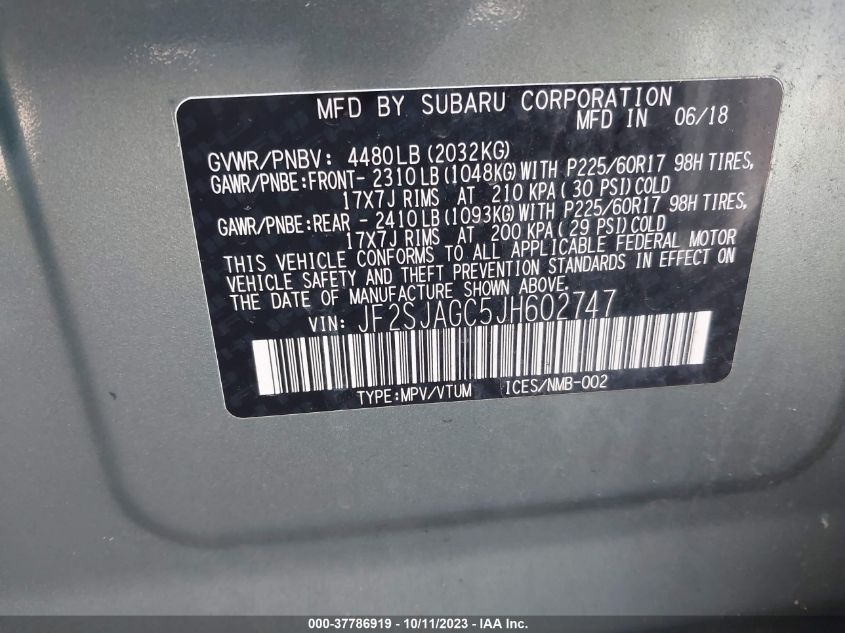 MFD BY SUBARU CORPORATION
MFD IN 06/18
GVWR/PNBV: 4480LB (2032KG)
GAWR/PNBE:FRONT- 2310 LB (1048KG) WITH P225/60R17 98H TIRES,
17X7J RIMS AT 210 KPA ( 30 PSI) COLD
GAWR/PNBE:REAR - 2410 LB (1093KG) WITH P225/60R17 98H TIRES,
17X7J RIMS AT 200 KPA ( 29 PSI) COLD
THIS VEHICLE CONFORMS TO ALL APPLICABLE FEDERAL MOTOR
VEHICLE SAFETY AND THEFT PREVENTION STANDARDS IN EFFECT ON
THE DATE OF MANUFACTURE SHOWN ABOVE.
VIN: JF2SJAGC5JH602747
TYPE:MPV/VTUM ICES/NMB-002
000-37786919 - 10/11/2023 - IAA Inc.